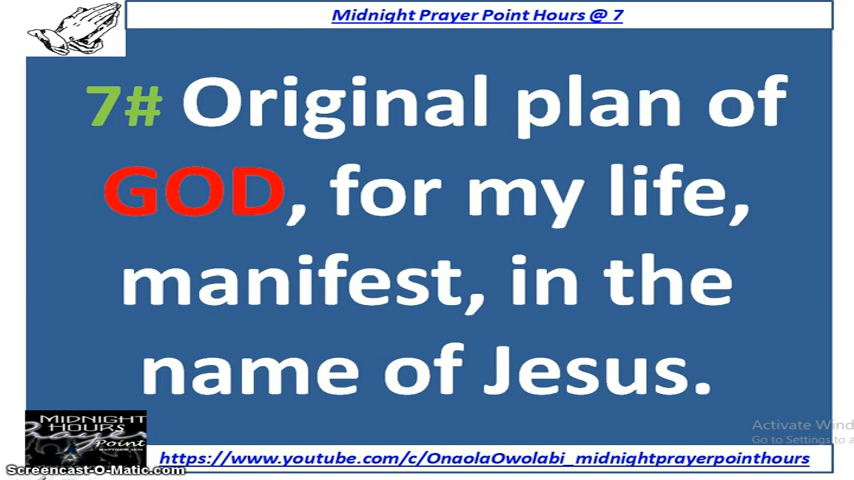 Midnight Prayer Point Hours @ 7
7# Original plan of
GOD, for my life,
manifest, in the
name of Jesus.
MIDNIGHT
HOURS
Prayer
Point
Activate Wind
Go to Settings to a
https://www.youtube.com/c/OnaolaOwolabi_midnightprayerpointhours
Screencast-O-Matic.com